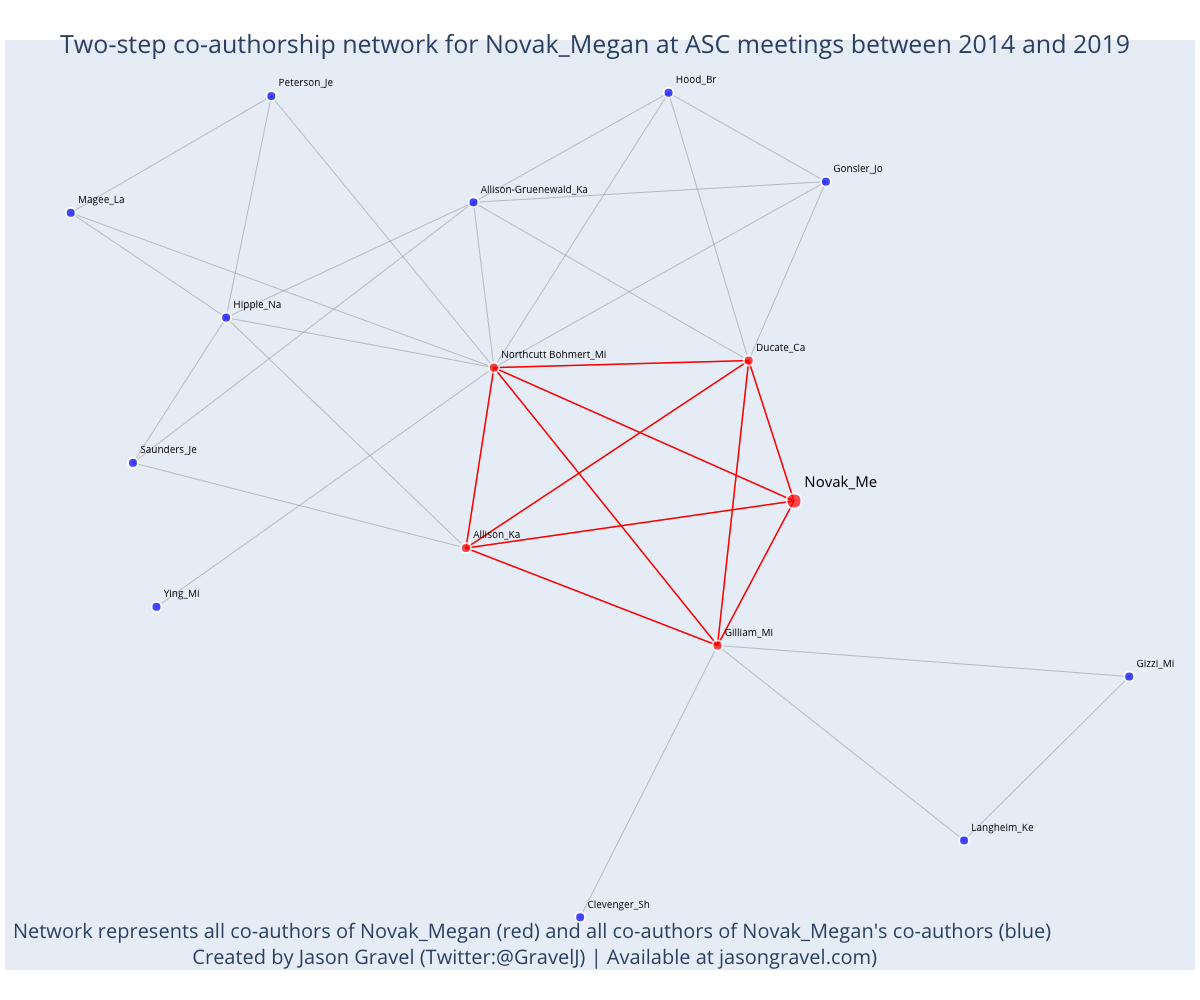 Two-step co-authorship network for Novak_Megan at ASC meetings between 2014 and 2019
Hood_Br
Peterson_Je
Gonsler_Jo
Allison-Gruenewald_Ka
Magee_La
Hipple_Na
Ducate_Ca
Northcutt Bohmert_Mi
Saunders_Je
Novak_Me
Allison_Ka
Ying_Mi
Gilliam_Mi
Gizzi_Mi
Langheim_Ke
Clevenger_Sh
Network represents all co-authors of Novak_Megan (red) and all co-authors of Novak_Megan's co-authors (blue)
Created by Jason Gravel (Twitter:@GravelJ) | Available at jasongravel.com)